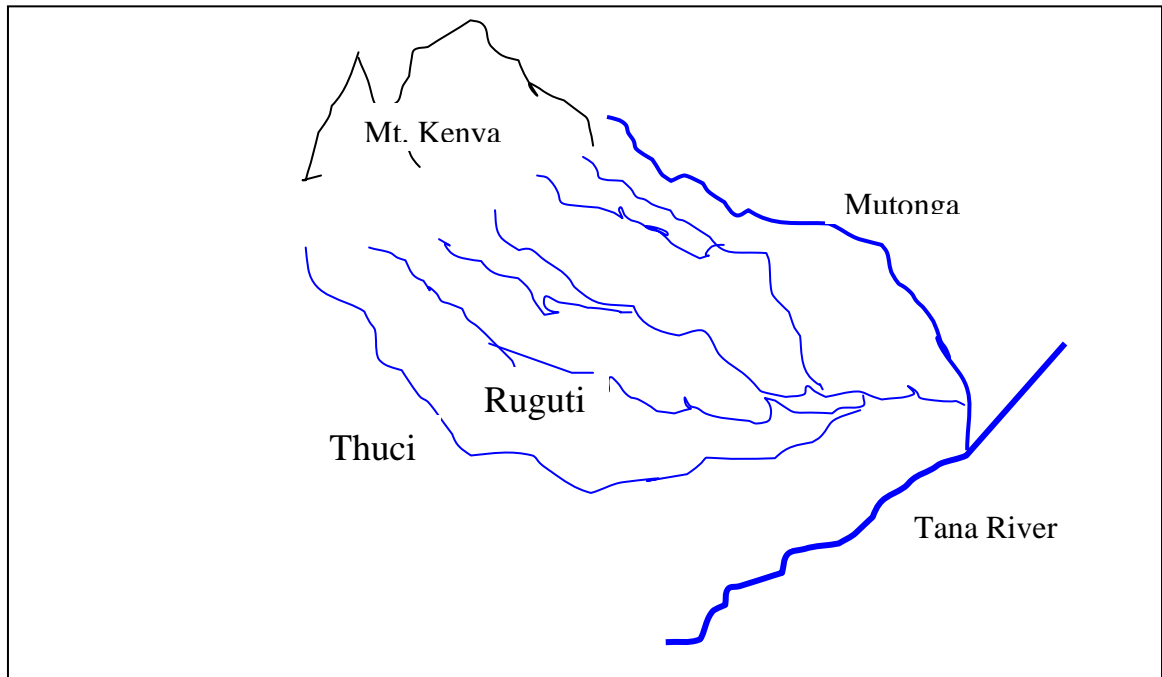 Mt. Kenya
Mutonga
Ruguti
Thuci
Tana River